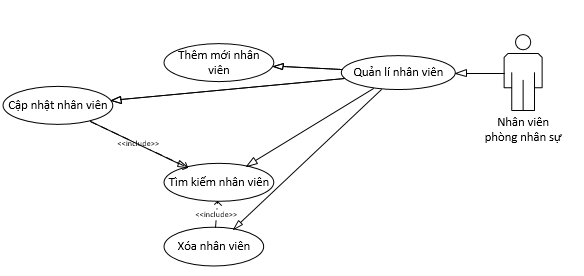 Thêm mới nhân
viên
Quản lí nhân viên
Cập nhật nhân viên
Nhân viên
phòng nhân sự
<<include>>
Tìm kiếm nhân viên
<<include>>
Xóa nhân viên